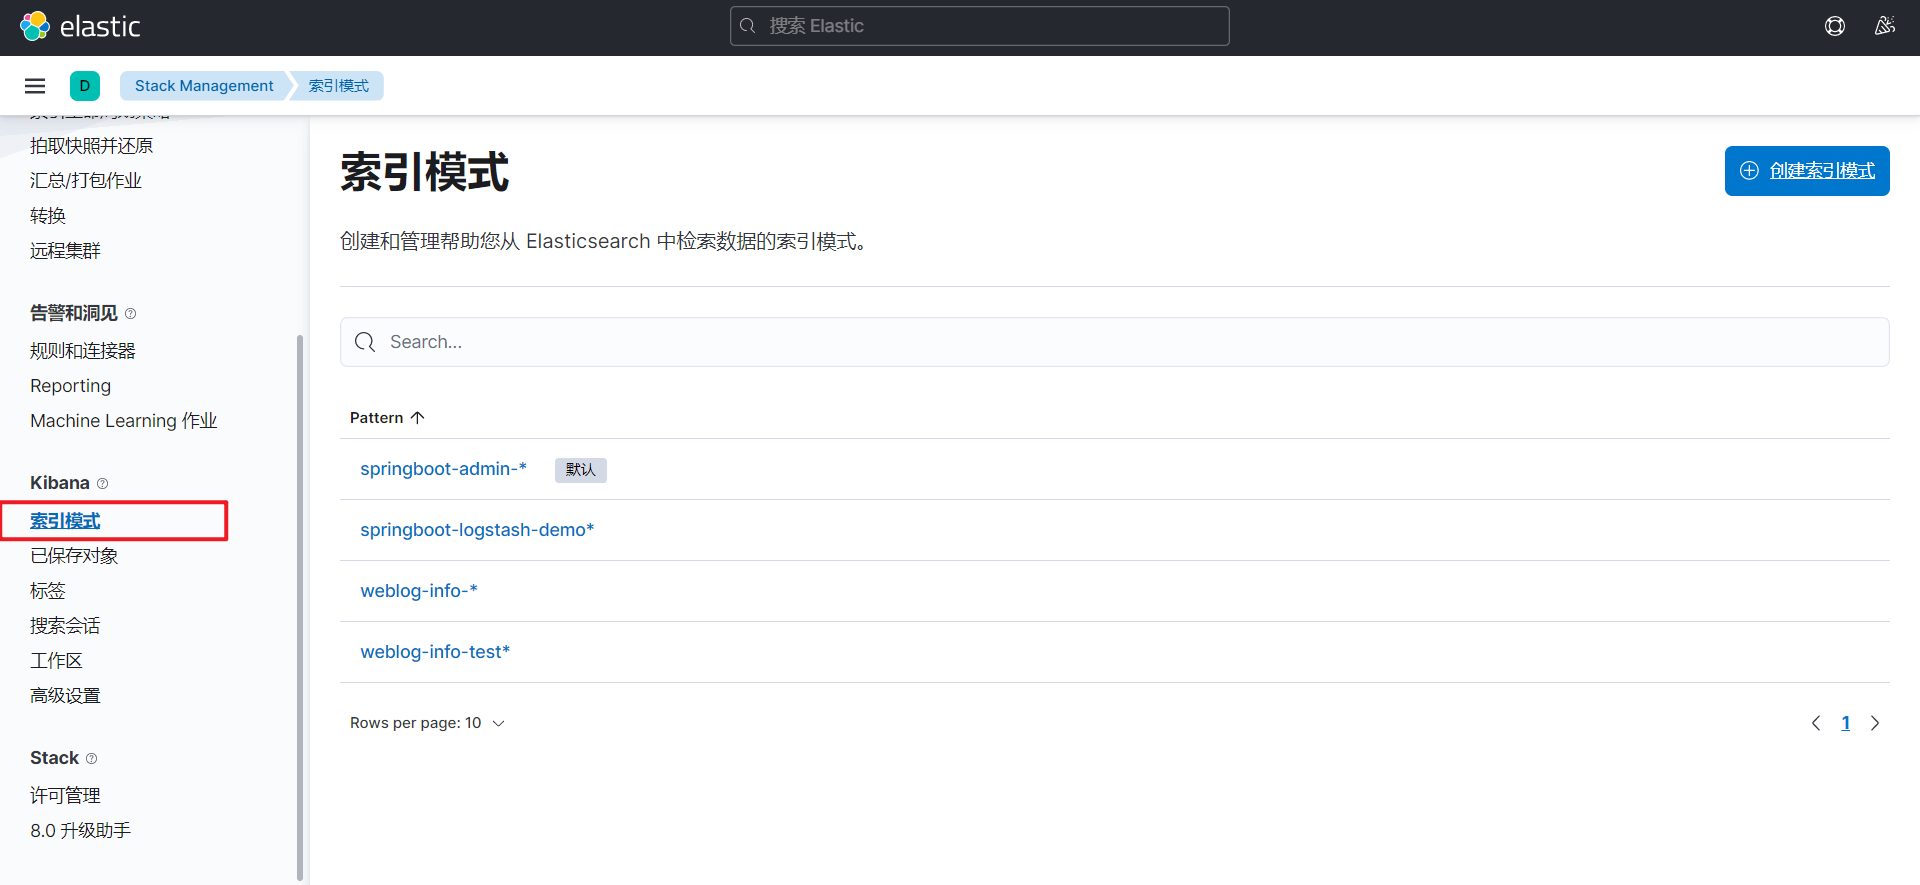 elastic
搜索 Elastic
D
Stack Management
索引模式
拍取快照并还原
汇总/打包作业
转换
远程集群
告警和洞见
规则和连接器
Reporting
Machine Learning 作业
Kibana
索引模式
已保存对象
标签
搜索会话
工作区
高级设置
Stack
许可管理
8.0 升级助手
索引模式
创建索引模式
创建和管理帮助您从 Elasticsearch 中检索数据的索引模式。
Search...
Pattern
springboot-admin-* 默认
springboot-logstash-demo*
weblog-info-*
weblog-info-test*
Rows per page: 10
1